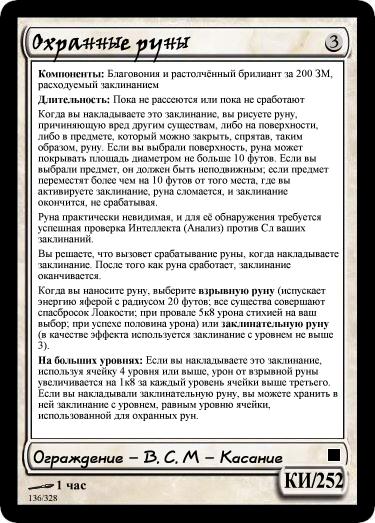 Охранные руны
3
Компоненты: Благовония и растолчённый брилиант за 200 ЗМ,
расходуемый заклинанием
Длительность: Пока не рассеются или пока не сработают
Когда вы накладываете это заклинание, вы рисуете руну,
причиняющую вред другим существам, либо на поверхности,
либо в предмете, который можно закрыть, спрятав, таким
образом, руну. Если вы выбрали поверхность, руна может
покрывать площадь диаметром не больше 10 футов. Если вы
выбрали предмет, он должен быть неподвижным; если предмет
переместят более чем на 10 футов от того места, где вы
активируете заклинание, руна сломается, и заклинание
окончится, не срабатывая.
Руна практически невидимая, и для её обнаружения требуется
успешная проверка Интеллекта (Анализ) против Сл ваших
заклинаний.
Вы решаете, что вызовет срабатывание руны, когда накладываете
заклинание. После того как руна сработает, заклинание
оканчивается.
Когда вы наносите руну, выберите взрывную руну (испускает
энергию яферой с радиусом 20 футов; все существа совершают
спасбросок Лоакости; при провале 5к8 урона стихией на ваш
выбор; при успехе половина урона) или заклинательную руну
(в качестве эффекта используется заклинание с уровнем не выше
3).
На больших уровнях: Если вы накладываете это заклинание,
используя ячейку 4 уровня или выше, урон от взрывной руны
увеличивается на 1к8 за каждый уровень ячейки выше третьего.
Если вы накладывали заклинательную руну, вы можете хранить в
ней заклинание с уровнем, равным уровню ячейки,
использованной для охранных рун.
Ограждение – В, С, М – Касание
КИ/252
1 час
136/328